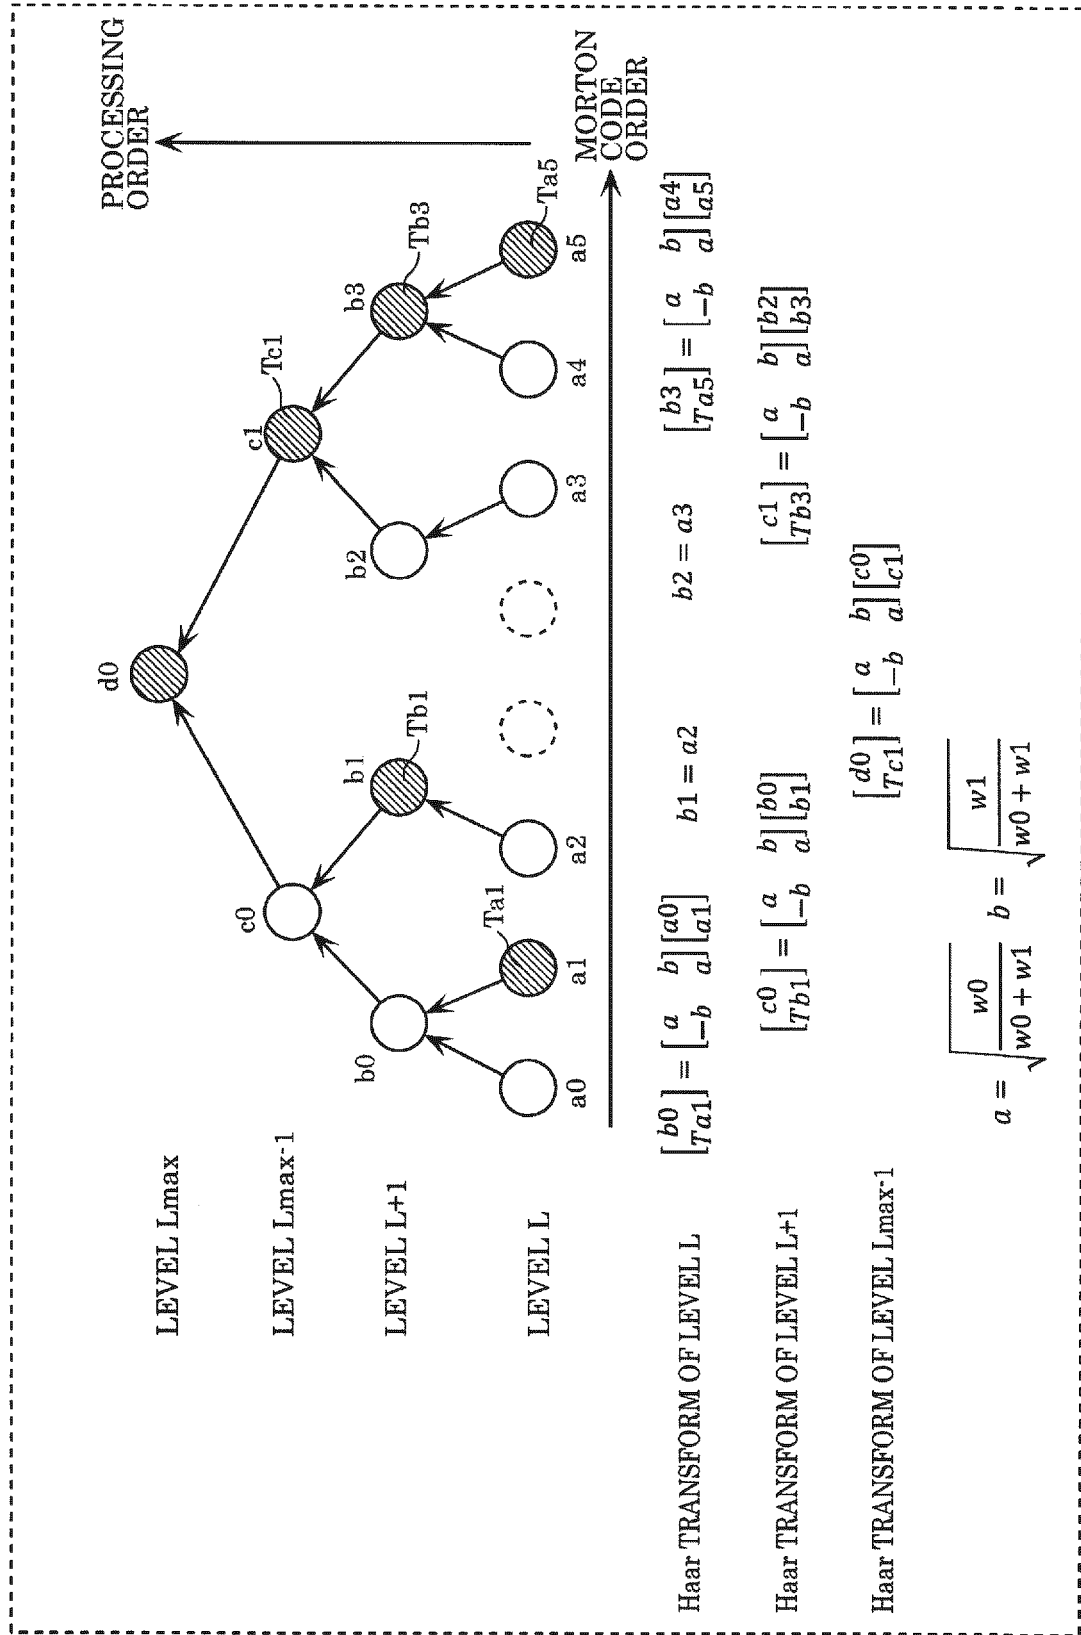 PROCESSING
ORDER
LEVEL Lmax
d0
LEVEL Lmax-1
c0
c1
Tc1
LEVEL L+1
b0
b1
Tb1
b2
b3
Tb3
LEVEL L
Ta1
Ta5
a0
a1
a2
a3
a4
a5
MORTON
CODE
ORDER
Haar TRANSFORM OF LEVEL L
[b0 Ta1] = [a b -b a][a0 a1]
b1 = a2
b2 = a3
[b3 Ta5] = [a b -b a][a4 a5]
Haar TRANSFORM OF LEVEL L+1
[c0 Tb1] = [a b -b a][b0 b1]
[c1 Tb3] = [a b -b a][b2 b3]
Haar TRANSFORM OF LEVEL Lmax-1
[d0 Tc1] = [a b -b a][c0 c1]
a = √(w0 / (w0 + w1)) b = √(w1 / (w0 + w1))